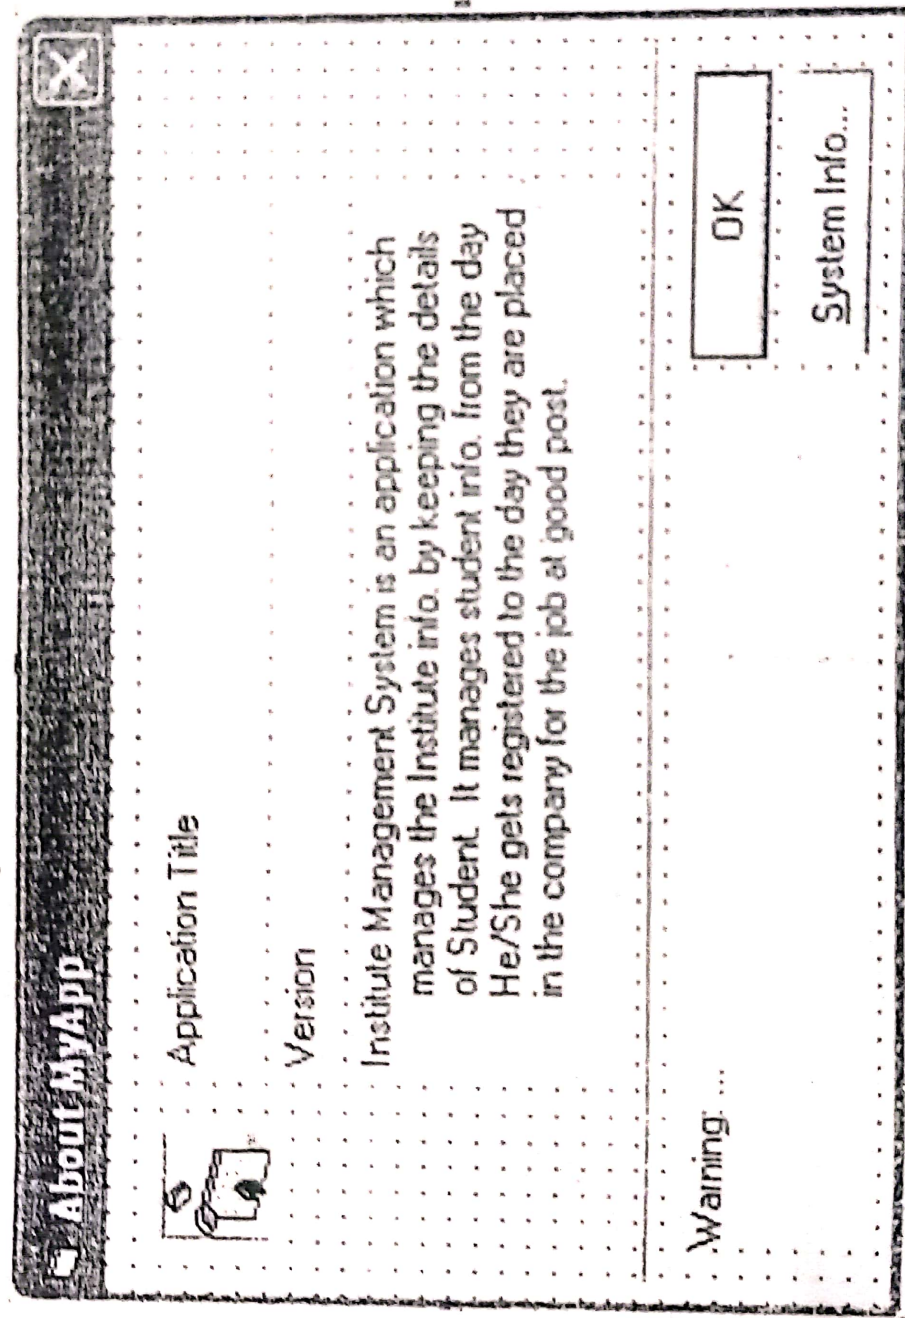 About MyApp
Application Title
Version
Institute Management System is an application which
manages the Institute info. by keeping the details
of Student. It manages student info. from the day
He/She gets registered to the day they are placed
in the company for the job at good post.
Warning: ...
OK
System Info...